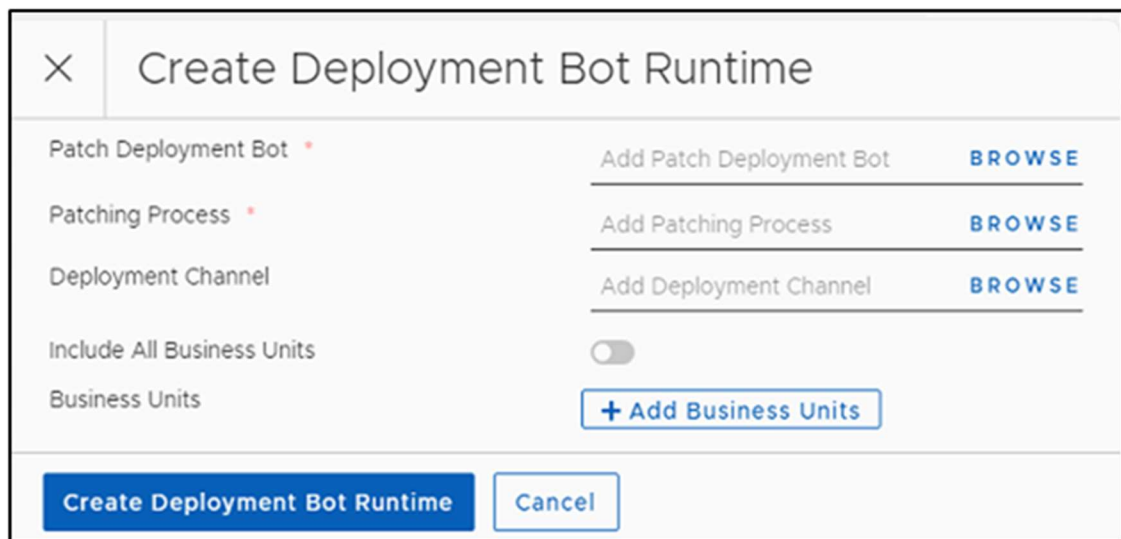 Create Deployment Bot Runtime
Patch Deployment Bot * Add Patch Deployment Bot BROWSE
Patching Process * Add Patching Process BROWSE
Deployment Channel Add Deployment Channel BROWSE
Include All Business Units
Business Units + Add Business Units
Create Deployment Bot Runtime Cancel